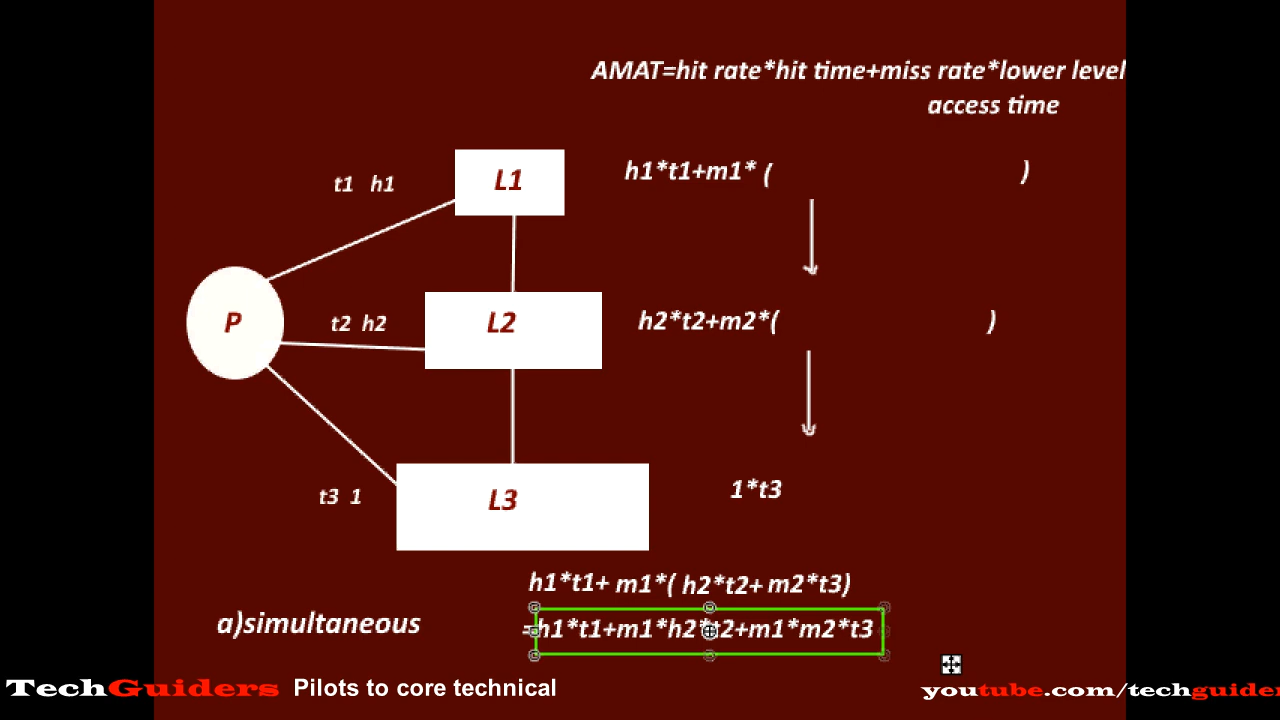 AMAT=hit rate*hit time+miss rate*lower level
access time
t1 h1
L1
h1*t1+m1* ( )
P
t2 h2
L2
h2*t2+m2*( )
t3 1
L3
1*t3
h1*t1+ m1*( h2*t2+ m2*t3)
a)simultaneous
=h1*t1+m1*h2*t2+m1*m2*t3
TechGuiders Pilots to core technical
youtube.com/techguider